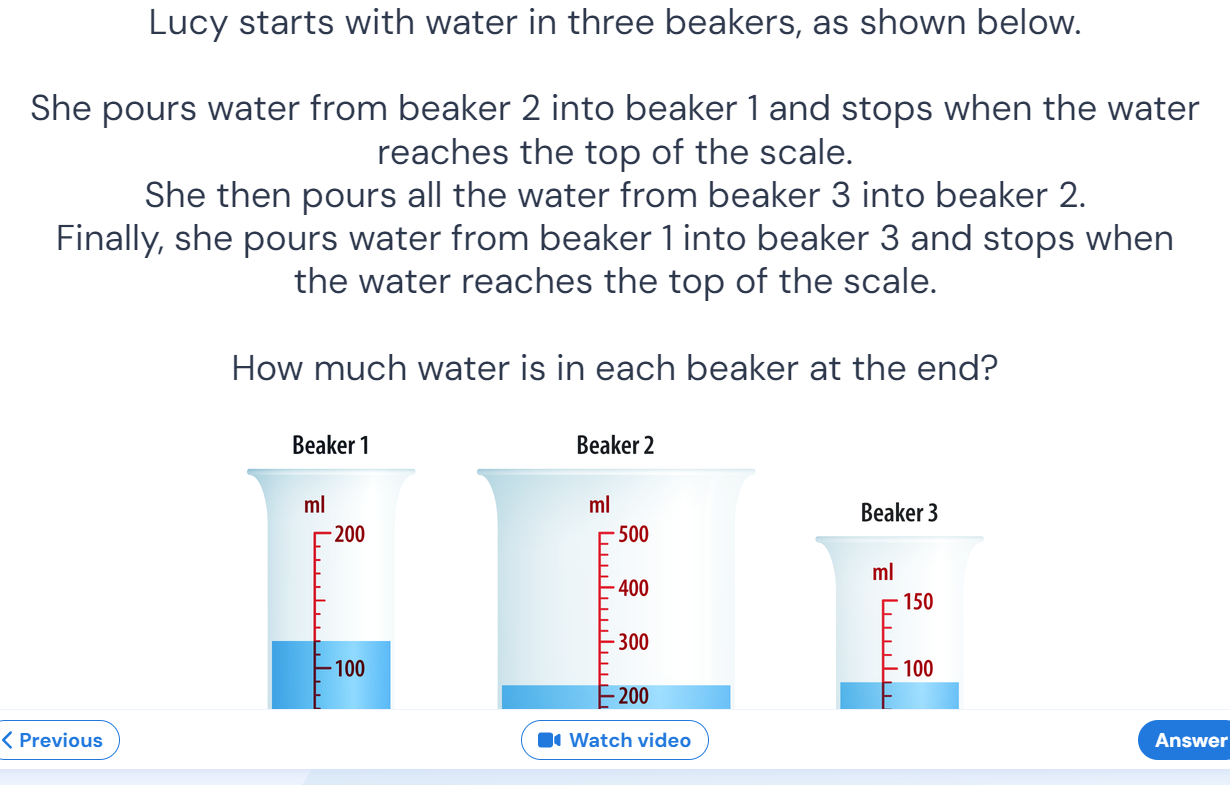 Lucy starts with water in three beakers, as shown below.
She pours water from beaker 2 into beaker 1 and stops when the water
reaches the top of the scale.
She then pours all the water from beaker 3 into beaker 2.
Finally, she pours water from beaker 1 into beaker 3 and stops when
the water reaches the top of the scale.
How much water is in each beaker at the end?
Beaker 1
ml
200
100
Beaker 2
ml
500
400
300
200
Beaker 3
ml
150
100
Previous
Watch video
Answer